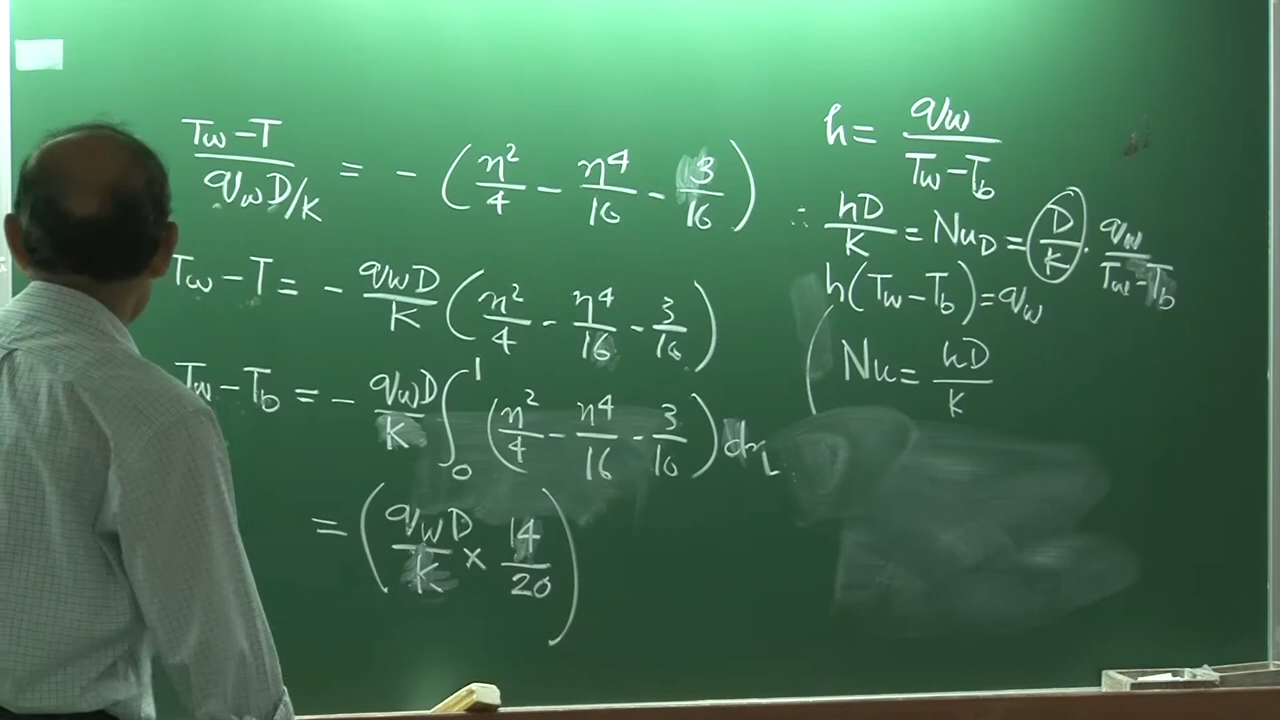 (Tw - T)/(qw D/K) = - (η²/4 - η⁴/16 - 13/16)
Tw - T = - qwD/K (η²/4 - η⁴/16 - 3/16)
Tw - Tb = - qwD/K ∫₀¹ (η²/4 - η⁴/16 - 3/16) dη
= (qwD/K × 14/20)
h = qw/(Tw - Tb)
∴ hD/K = NuD = D/K · qw/(Tw - Tb)
h(Tw - Tb) = qw
Nu = hD/K